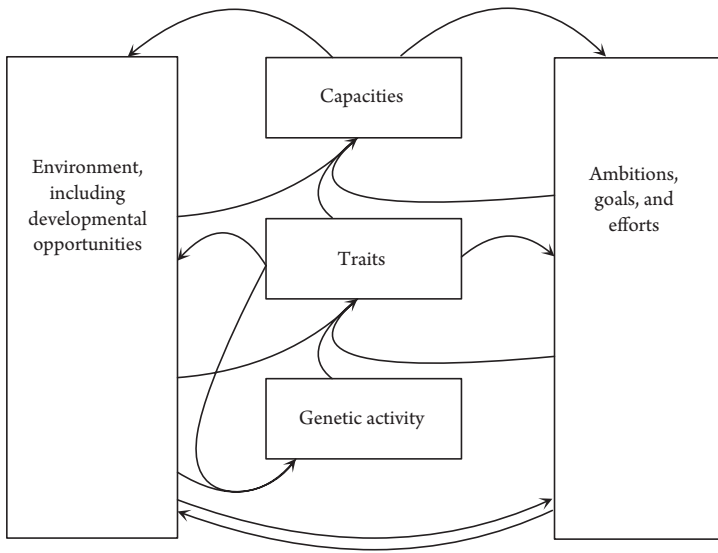 Capacities
Environment,
including
developmental
opportunities
Ambitions,
goals, and
efforts
Traits
Genetic activity